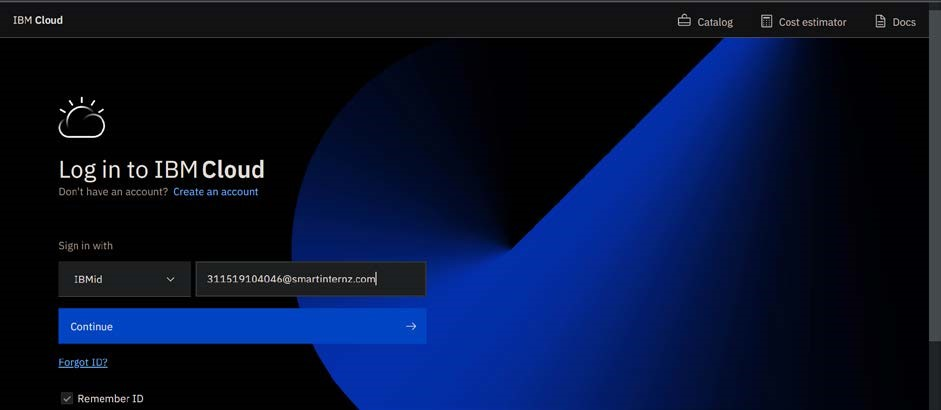 IBM Cloud
Catalog
Cost estimator
Docs
Log in to IBM Cloud
Don't have an account? Create an account
Sign in with
IBMid
311519104046@smartinternz.com
Continue
Forgot ID?
Remember ID